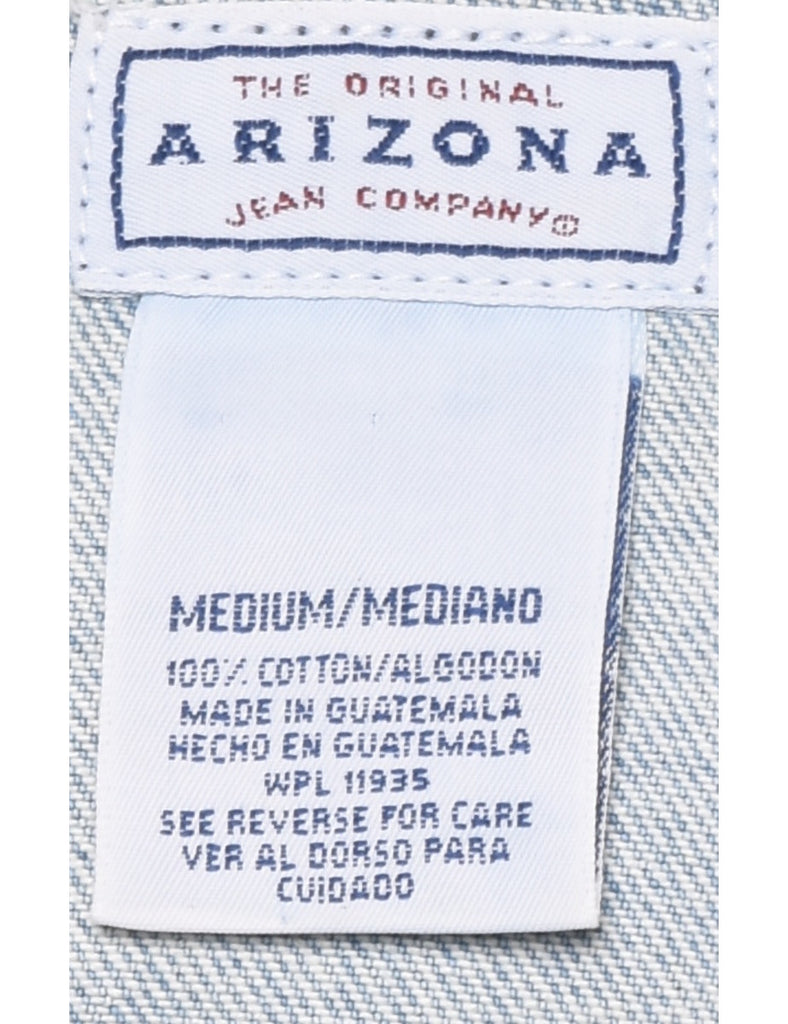 THE ORIGINAL
ARIZONA
JEAN COMPANY®
MEDIUM/MEDIANO
100% COTTON/ALGODON
MADE IN GUATEMALA
HECHO EN GUATEMALA
WPL 11935
SEE REVERSE FOR CARE
VER AL DORSO PARA
CUIDADO